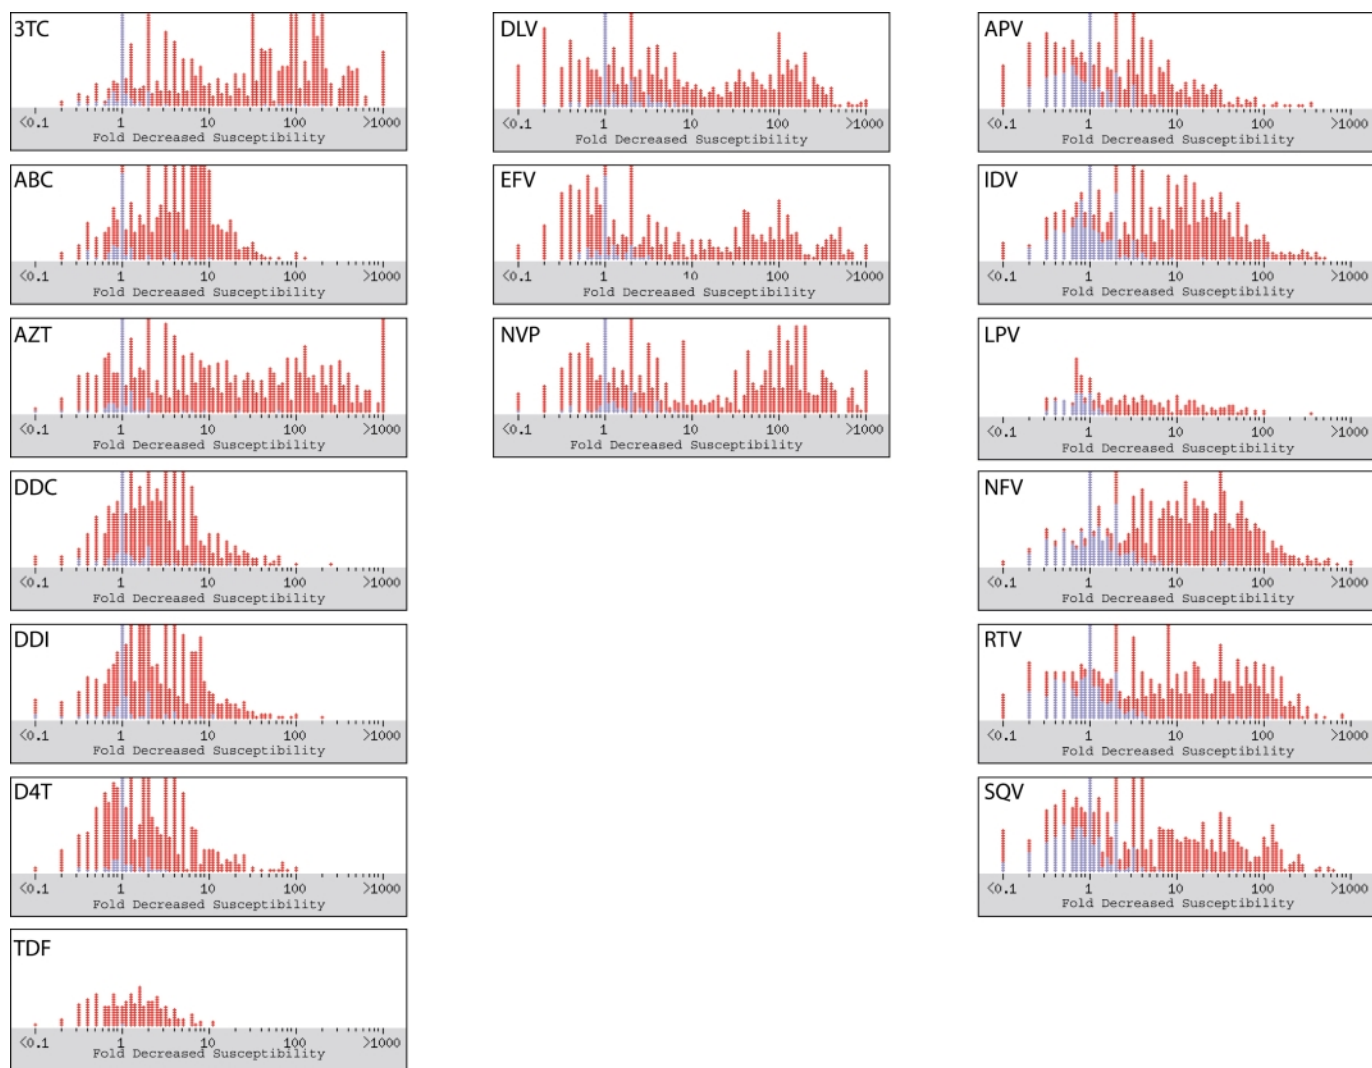 3TC
<0.1 1 10 100 >1000
Fold Decreased Susceptibility
ABC
<0.1 1 10 100 >1000
Fold Decreased Susceptibility
AZT
<0.1 1 10 100 >1000
Fold Decreased Susceptibility
DDC
<0.1 1 10 100 >1000
Fold Decreased Susceptibility
DDI
<0.1 1 10 100 >1000
Fold Decreased Susceptibility
D4T
<0.1 1 10 100 >1000
Fold Decreased Susceptibility
TDF
<0.1 1 10 100 >1000
Fold Decreased Susceptibility
DLV
<0.1 1 10 100 >1000
Fold Decreased Susceptibility
EFV
<0.1 1 10 100 >1000
Fold Decreased Susceptibility
NVP
<0.1 1 10 100 >1000
Fold Decreased Susceptibility
APV
<0.1 1 10 100 >1000
Fold Decreased Susceptibility
IDV
<0.1 1 10 100 >1000
Fold Decreased Susceptibility
LPV
<0.1 1 10 100 >1000
Fold Decreased Susceptibility
NFV
<0.1 1 10 100 >1000
Fold Decreased Susceptibility
RTV
<0.1 1 10 100 >1000
Fold Decreased Susceptibility
SQV
<0.1 1 10 100 >1000
Fold Decreased Susceptibility